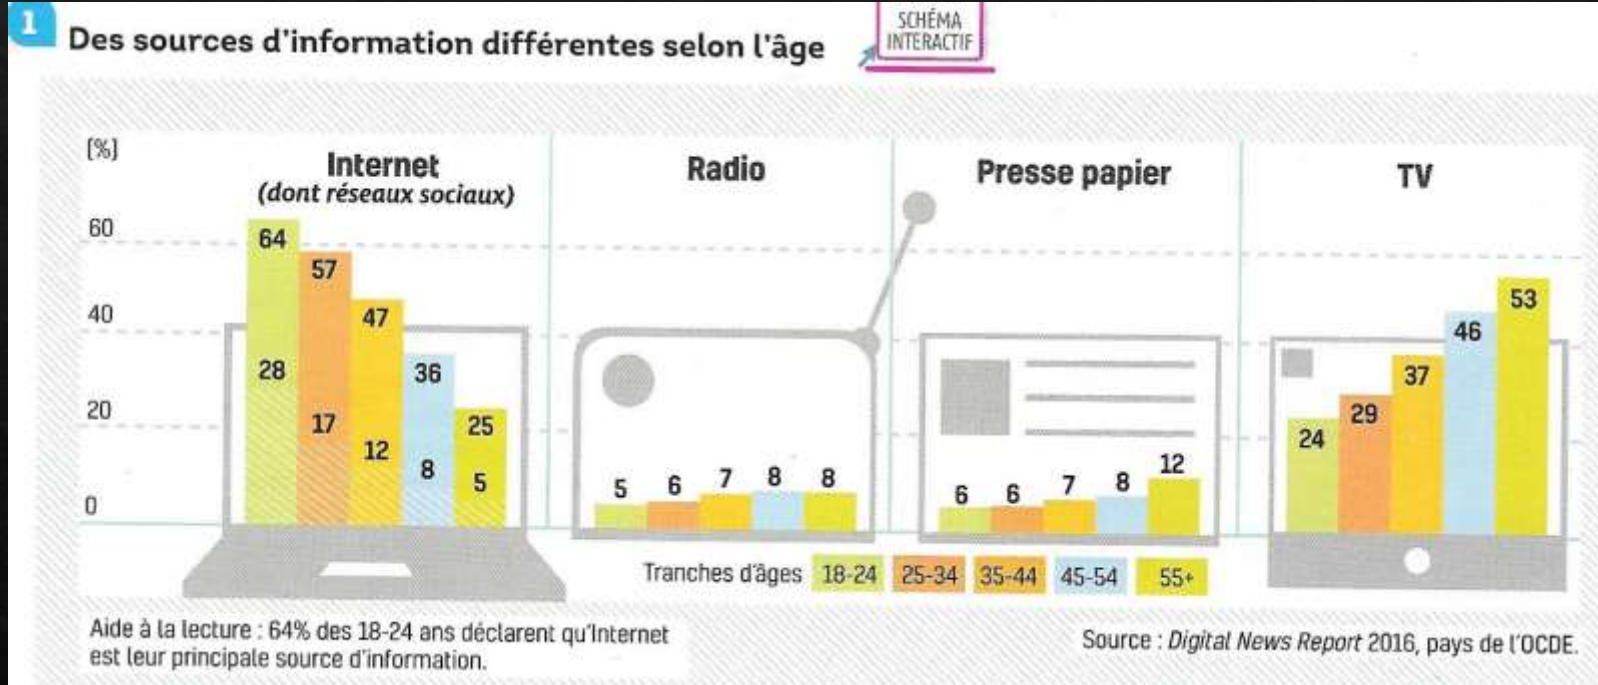 1
Des sources d'information différentes selon l'âge
SCHÉMA
INTERACTIF
(%)
Internet
(dont réseaux sociaux)
Radio
Presse papier
TV
60
40
20
0
64
57
47
36
25
28
17
12
8
5
5
6
7
8
8
6
6
7
8
12
24
29
37
46
53
Tranches d'âges 18-24 25-34 35-44 45-54 55+
Aide à la lecture : 64% des 18-24 ans déclarent qu'Internet
est leur principale source d'information.
Source : Digital News Report 2016, pays de l'OCDE.